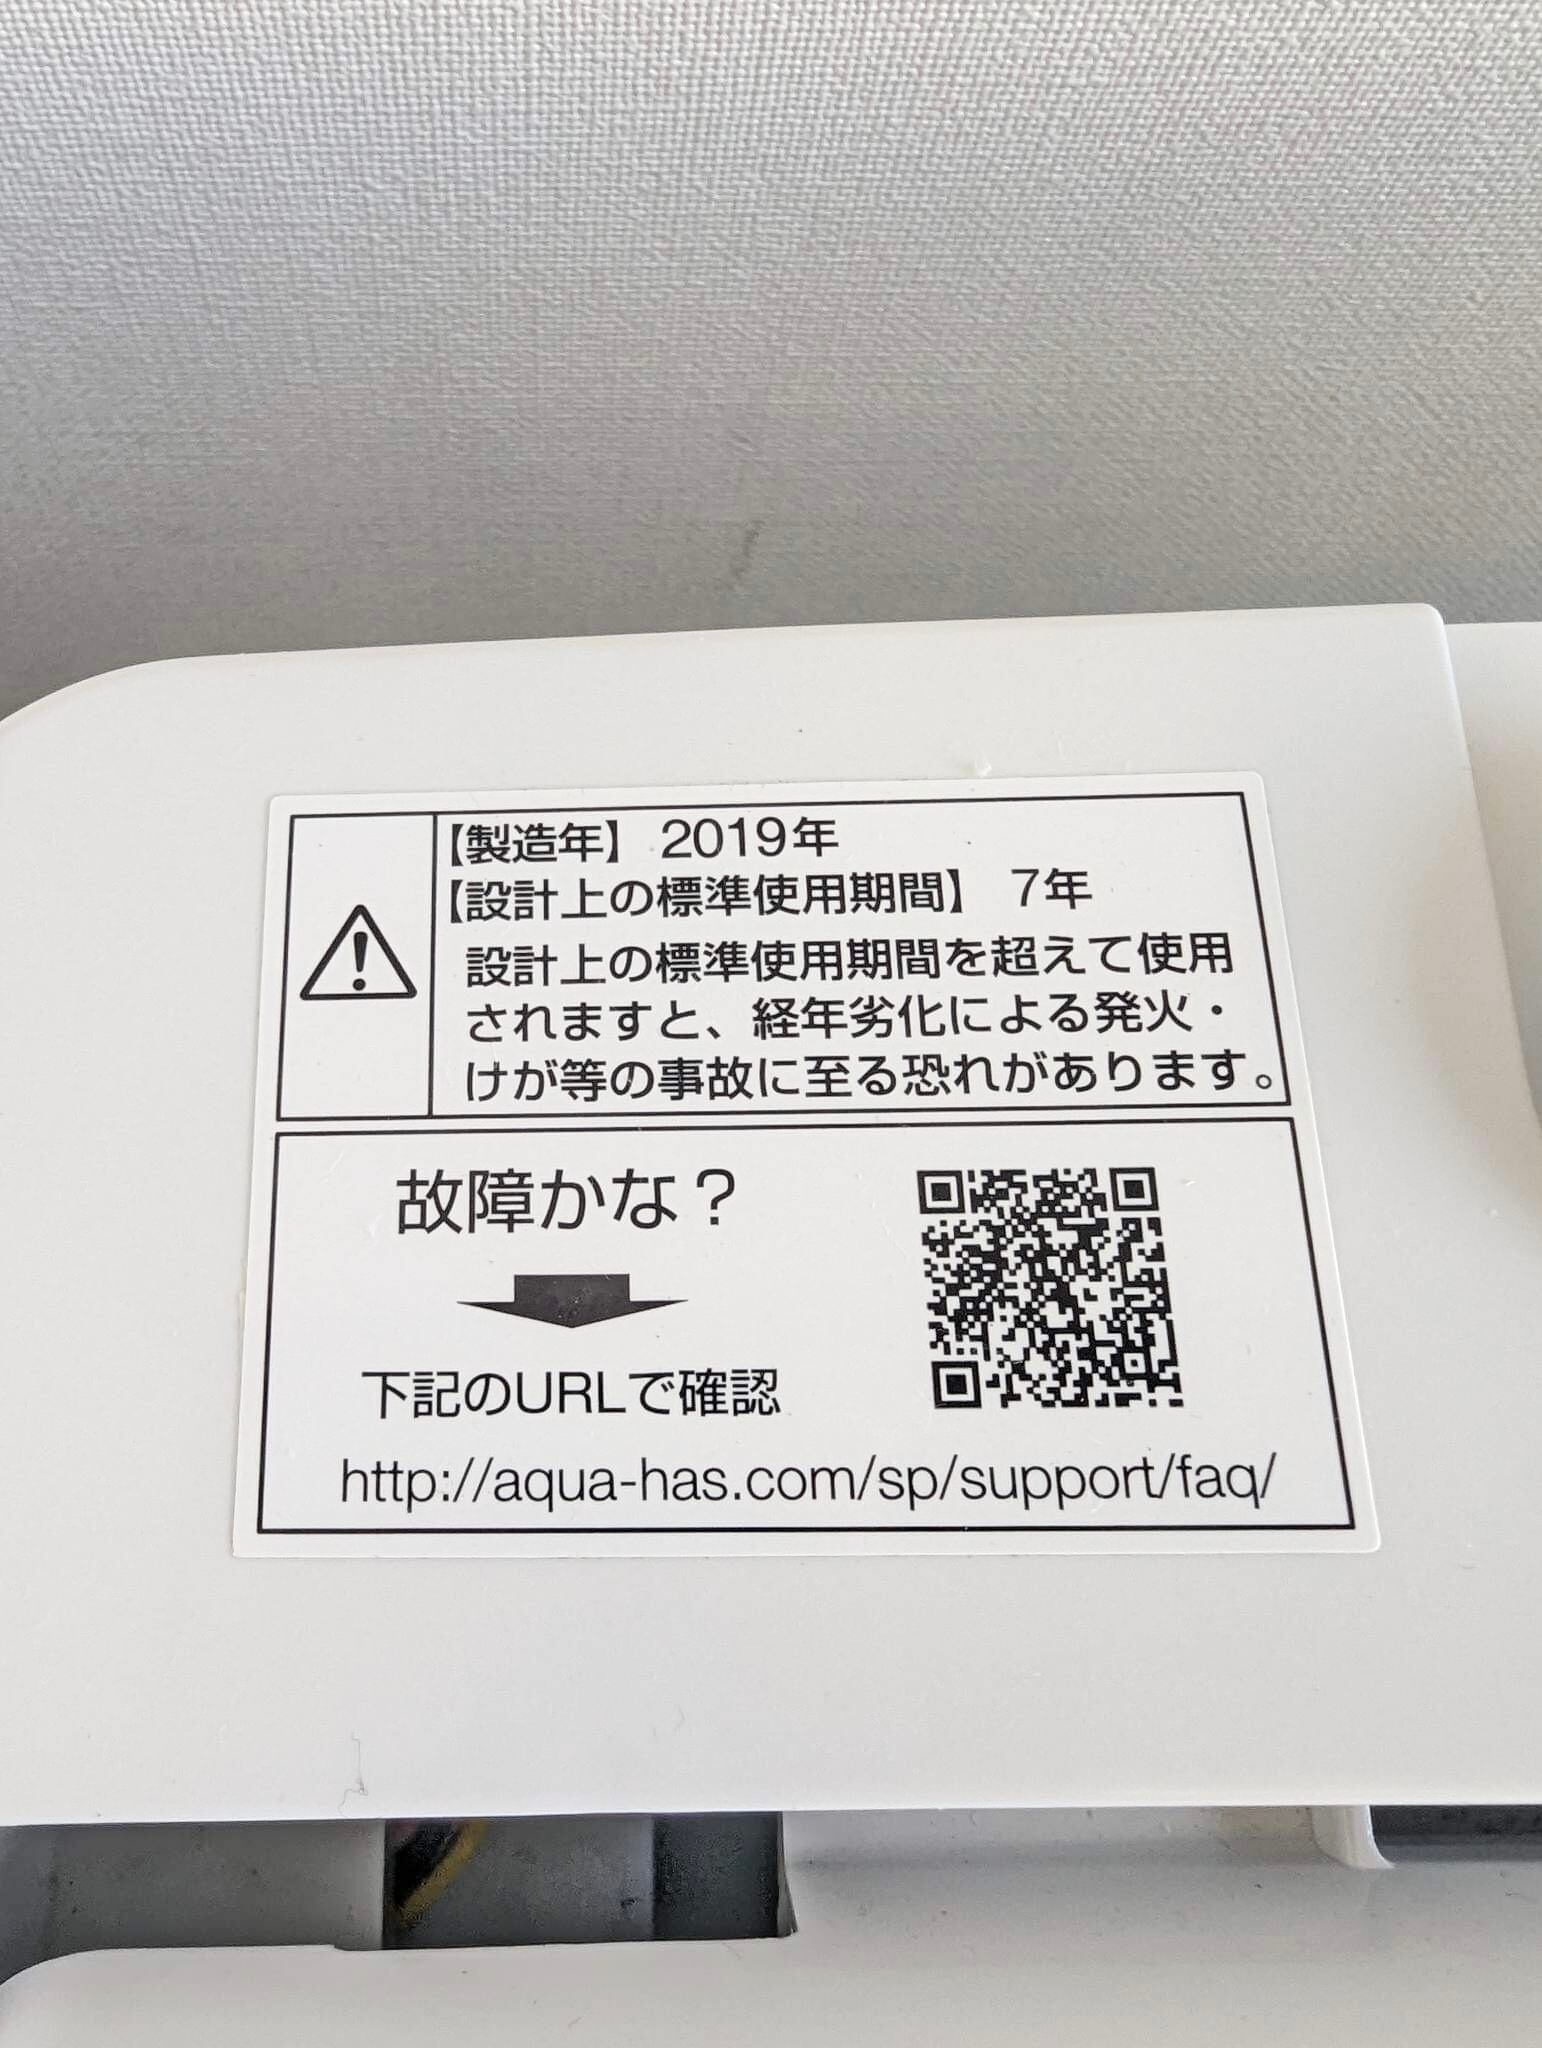 【製造年】 2019年
【設計上の標準使用期間】 7年
設計上の標準使用期間を超えて使用
されますと、経年劣化による発火・
けが等の事故に至る恐れがあります。
故障かな？
下記のURLで確認
http://aqua-has.com/sp/support/faq/